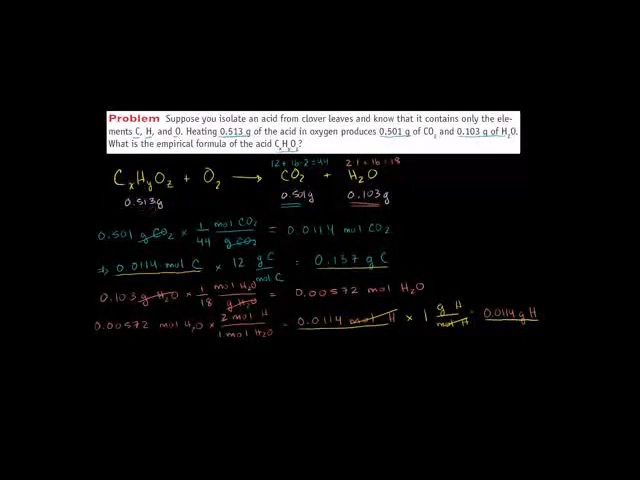 Problem Suppose you isolate an acid from clover leaves and know that it contains only the ele-
ments C, H, and O. Heating 0.513 g of the acid in oxygen produces 0.501 g of CO2 and 0.103 g of H2O.
What is the empirical formula of the acid CxHyOz?
12 + 16·2 = 44 2·1 + 16 = 18
CxHyOz + O2 → CO2 + H2O
0.513g 0.501g 0.103g
0.501 g CO2 × 1/44 mol CO2/g CO2 = 0.0114 mol CO2
⇒ 0.0114 mol C × 12 g C/mol C = 0.137 g C
0.103 g H2O × 1/18 mol H2O/g H2O = 0.00572 mol H2O
0.00572 mol H2O × 2 mol H/1 mol H2O = 0.0114 mol H × 1 g H/mol H = 0.0114 g H